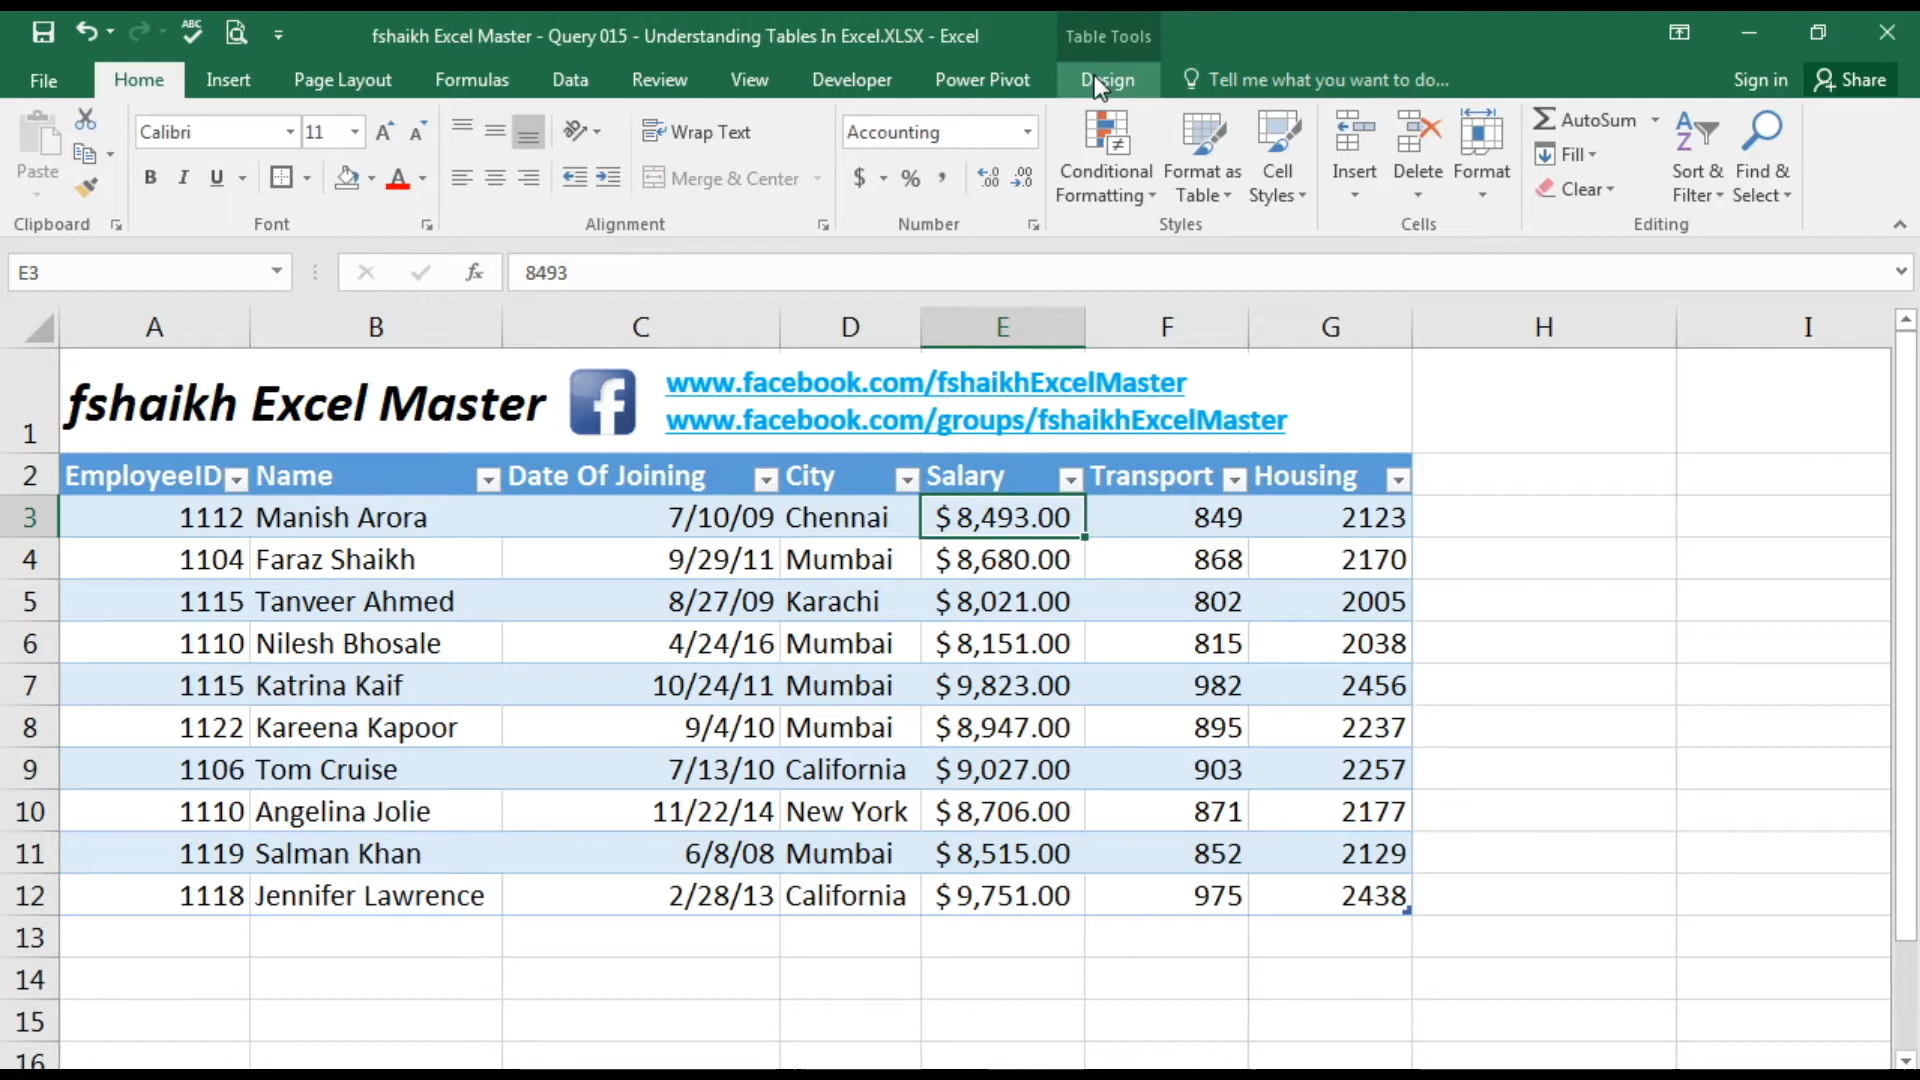 ABC
fshaikh Excel Master - Query 015 - Understanding Tables In Excel.XLSX - Excel
Table Tools
File Home Insert Page Layout Formulas Data Review View Developer Power Pivot Design Tell me what you want to do... Sign in Share
Paste
Calibri 11
Wrap Text
Accounting
Conditional Formatting
Format as Table
Cell Styles
Insert Delete Format
AutoSum
Fill
Clear
Sort & Filter
Find & Select
B I U
Merge & Center
$ % ,
Clipboard Font Alignment Number Styles Cells Editing
E3 fx 8493
A B C D E F G H I
fshaikh Excel Master
www.facebook.com/fshaikhExcelMaster
www.facebook.com/groups/fshaikhExcelMaster
1
2 EmployeeID Name Date Of Joining City Salary Transport Housing
3 1112 Manish Arora 7/10/09 Chennai $ 8,493.00 849 2123
4 1104 Faraz Shaikh 9/29/11 Mumbai $ 8,680.00 868 2170
5 1115 Tanveer Ahmed 8/27/09 Karachi $ 8,021.00 802 2005
6 1110 Nilesh Bhosale 4/24/16 Mumbai $ 8,151.00 815 2038
7 1115 Katrina Kaif 10/24/11 Mumbai $ 9,823.00 982 2456
8 1122 Kareena Kapoor 9/4/10 Mumbai $ 8,947.00 895 2237
9 1106 Tom Cruise 7/13/10 California $ 9,027.00 903 2257
10 1110 Angelina Jolie 11/22/14 New York $ 8,706.00 871 2177
11 1119 Salman Khan 6/8/08 Mumbai $ 8,515.00 852 2129
12 1118 Jennifer Lawrence 2/28/13 California $ 9,751.00 975 2438
13
14
15
16